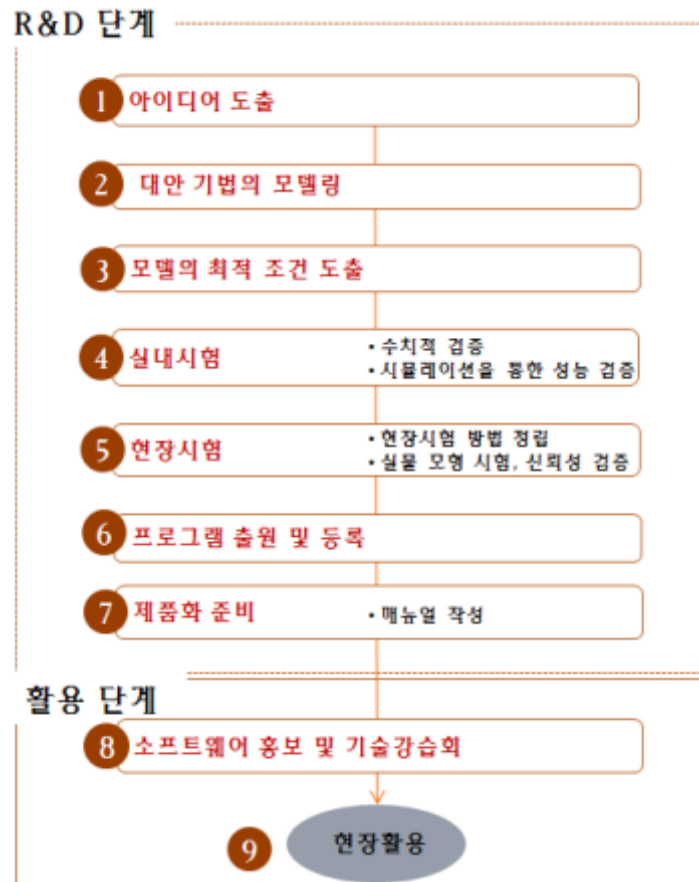 R&D 단계
1 아이디어 도출
2 대안 기법의 모델링
3 모델의 최적 조건 도출
4 실내시험
• 수치적 검증
• 시뮬레이션을 통한 성능 검증
5 현장시험
• 현장시험 방법 정립
• 실물 모형 시험, 신뢰성 검증
6 프로그램 출원 및 등록
7 제품화 준비
• 매뉴얼 작성
활용 단계
8 소프트웨어 홍보 및 기술강습회
9 현장활용